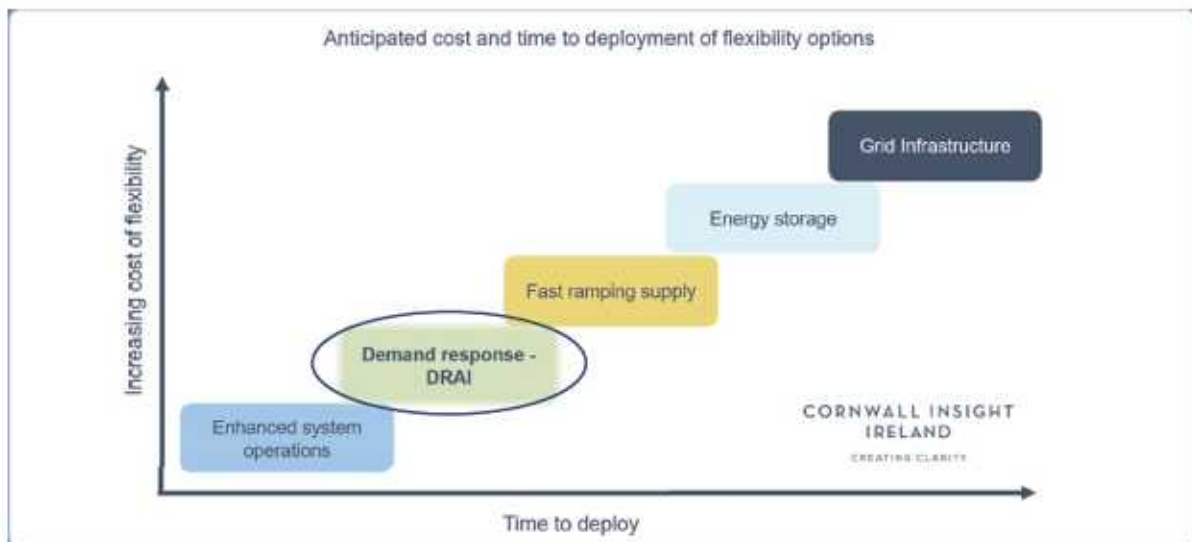 Anticipated cost and time to deployment of flexibility options
Increasing cost of flexibility
Grid Infrastructure
Energy storage
Fast ramping supply
Demand response -
DRAI
Enhanced system
operations
CORNWALL INSIGHT
IRELAND
CREATING CLARITY
Time to deploy